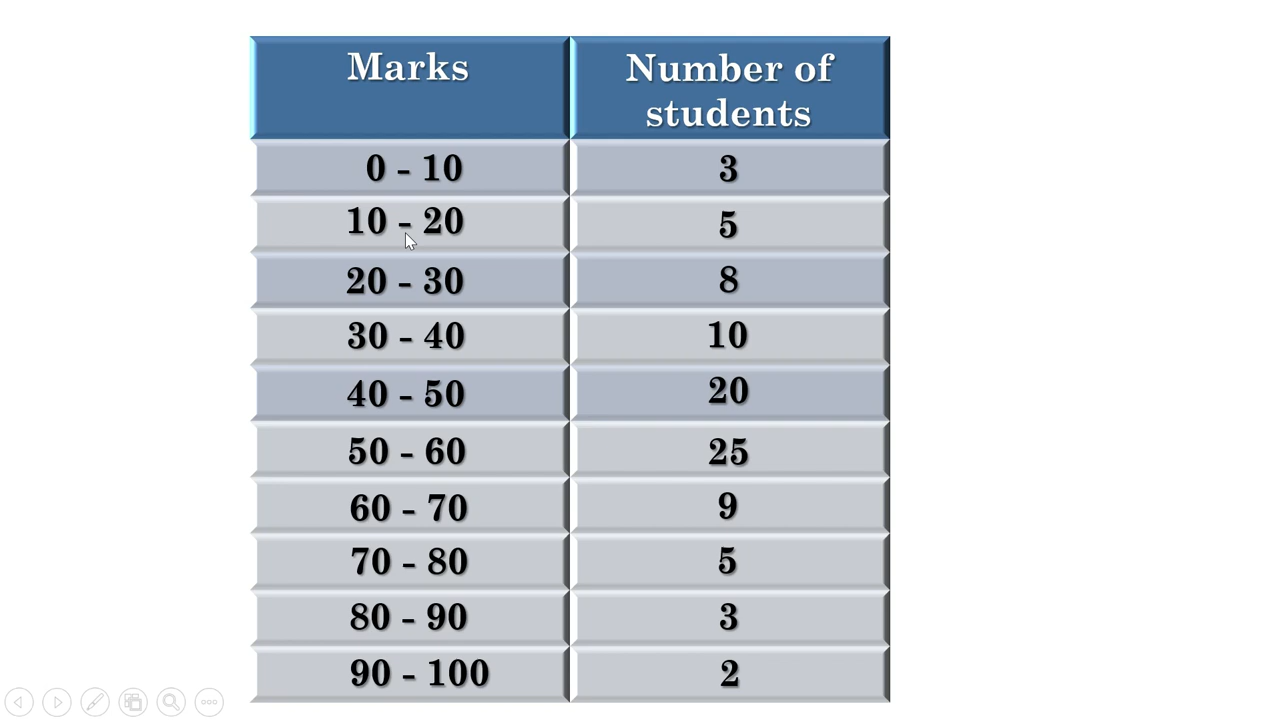 Marks
Number of
students
0 - 10
3
10 - 20
5
20 - 30
8
30 - 40
10
40 - 50
20
50 - 60
25
60 - 70
9
70 - 80
5
80 - 90
3
90 - 100
2